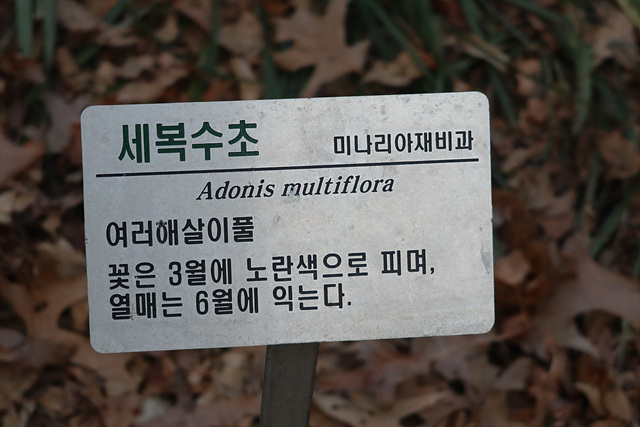 세복수초 미나리아재비과
Adonis multiflora
여러해살이풀
꽃은 3월에 노란색으로 피며,
열매는 6월에 익는다.